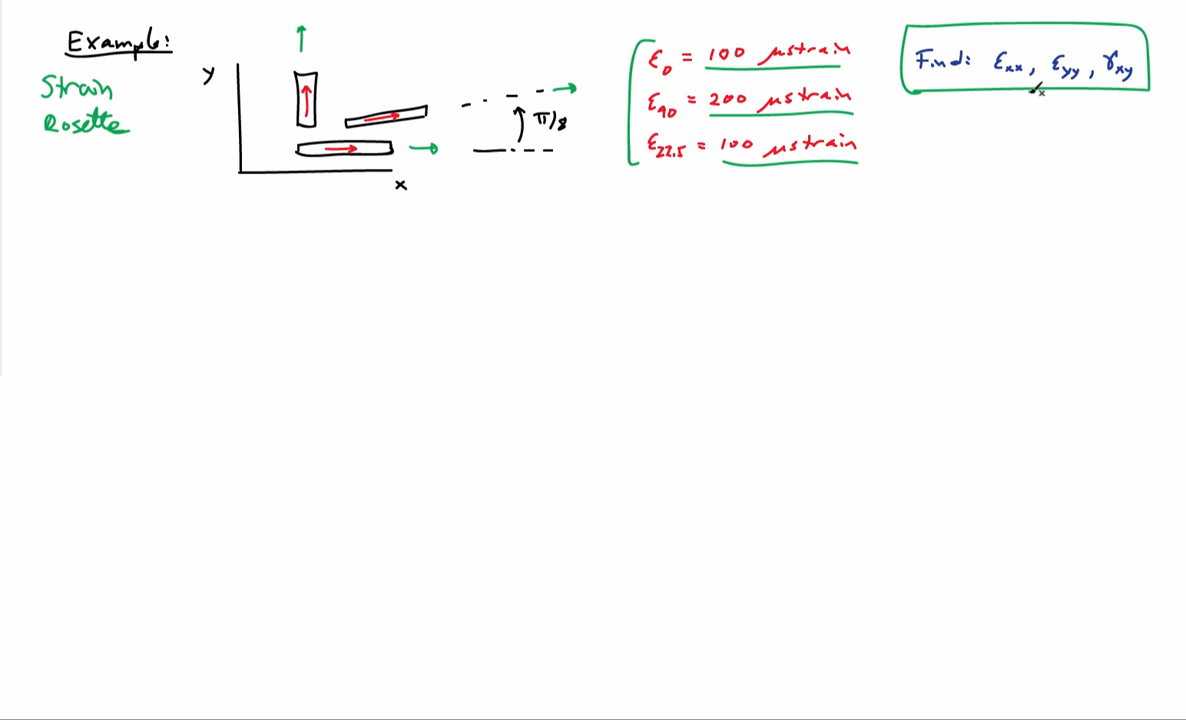 Example:
Strain
Rosette
y
x
π/8
ε₀ = 100 μstrain
ε₉₀ = 200 μstrain
ε₂₂.₅ = 100 μstrain
Find: εxx, εyy, γxy